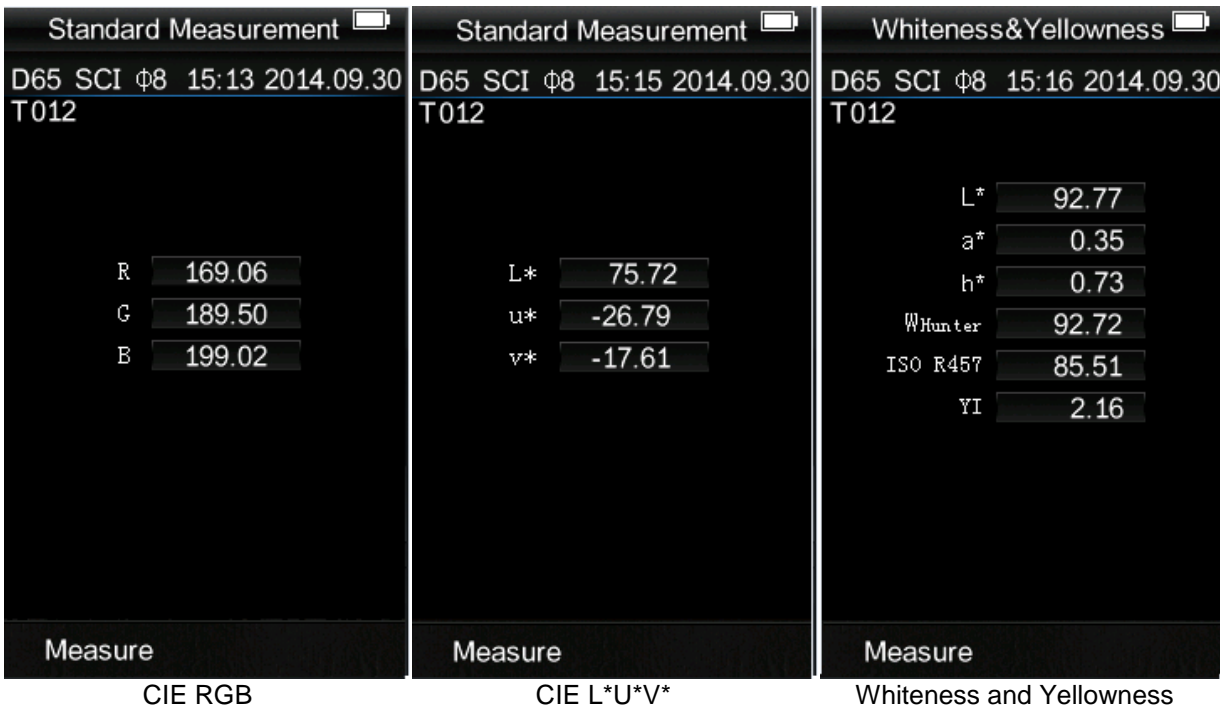 Standard Measurement
D65 SCI Φ8 15:13 2014.09.30
T012
R 169.06
G 189.50
B 199.02
Measure
CIE RGB
Standard Measurement
D65 SCI Φ8 15:15 2014.09.30
T012
L* 75.72
u* -26.79
v* -17.61
Measure
CIE L*U*V*
Whiteness&Yellowness
D65 SCI Φ8 15:16 2014.09.30
T012
L* 92.77
a* 0.35
h* 0.73
WHunter 92.72
ISO R457 85.51
YI 2.16
Measure
Whiteness and Yellowness